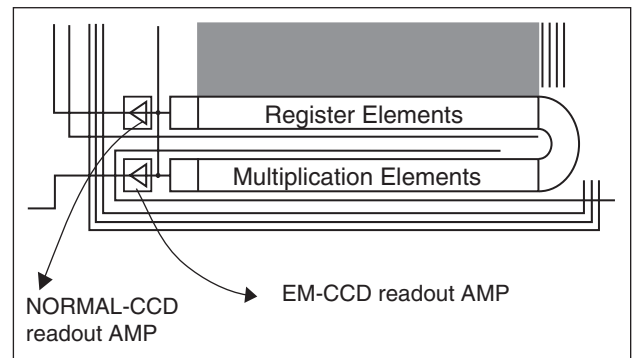 Register Elements
Multiplication Elements
EM-CCD readout AMP
NORMAL-CCD
readout AMP